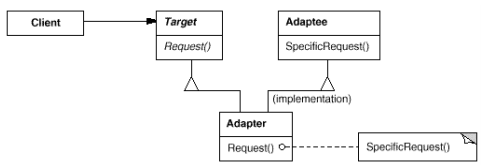 Client
Target
Request()
Adaptee
SpecificRequest()
(implementation)
Adapter
Request()
SpecificRequest()